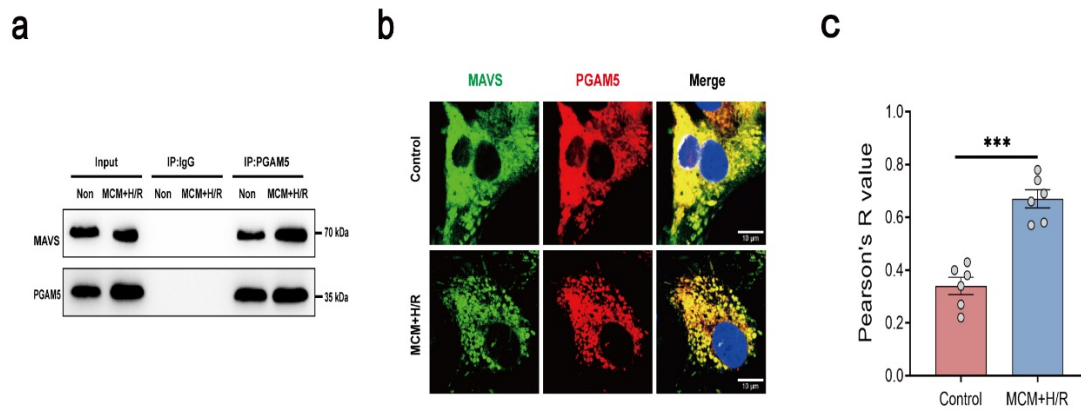 a
Input IP:IgG IP:PGAM5
Non MCM+H/R Non MCM+H/R Non MCM+H/R
MAVS 70 kDa
PGAM5 35 kDa
b
MAVS PGAM5 Merge
Control
10 μm
MCM+H/R
10 μm
c
Pearson's R value
1.0
0.8
0.6
0.4
0.2
0.0
***
Control MCM+H/R